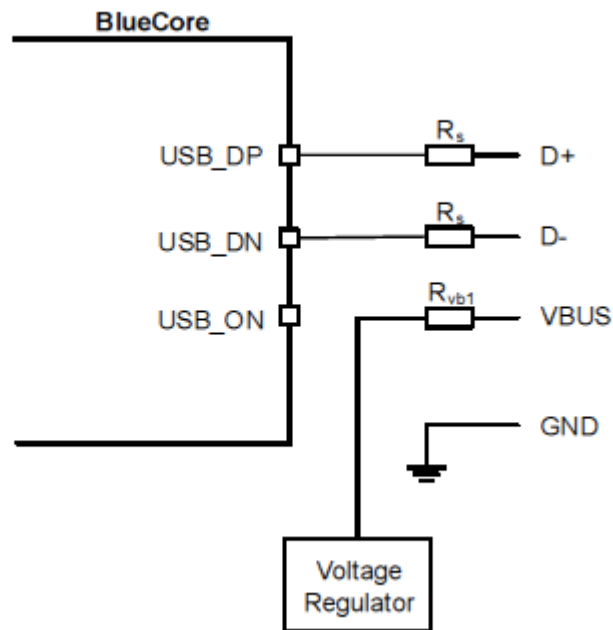 BlueCore
USB_DP
R_s
D+
USB_DN
R_s
D-
USB_ON
R_vb1
VBUS
GND
Voltage
Regulator